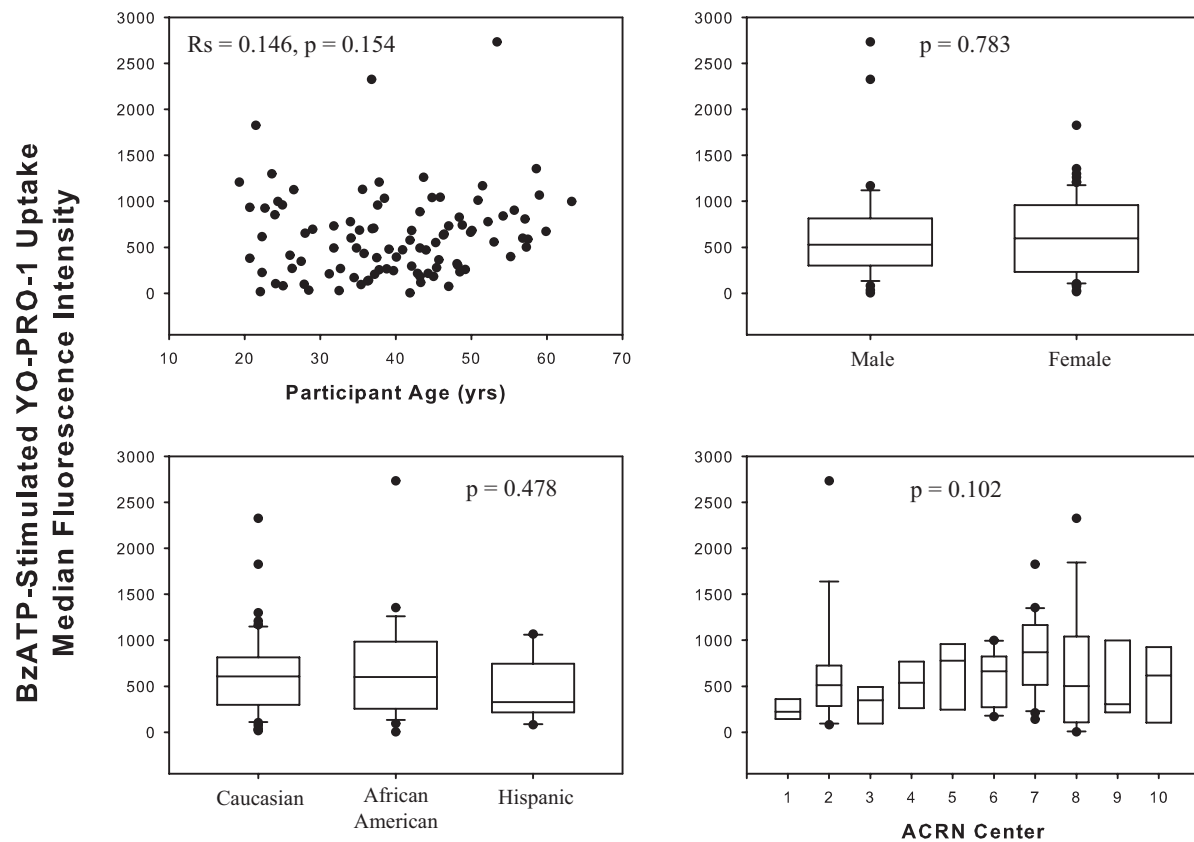 BzATP-Stimulated YO-PRO-1 Uptake
Median Fluorescence Intensity
3000
2500
2000
1500
1000
500
0
Rs = 0.146, p = 0.154
10 20 30 40 50 60 70
Participant Age (yrs)
3000
2500
2000
1500
1000
500
0
p = 0.783
Male Female
3000
2500
2000
1500
1000
500
0
p = 0.478
Caucasian African American Hispanic
3000
2500
2000
1500
1000
500
0
p = 0.102
1 2 3 4 5 6 7 8 9 10
ACRN Center